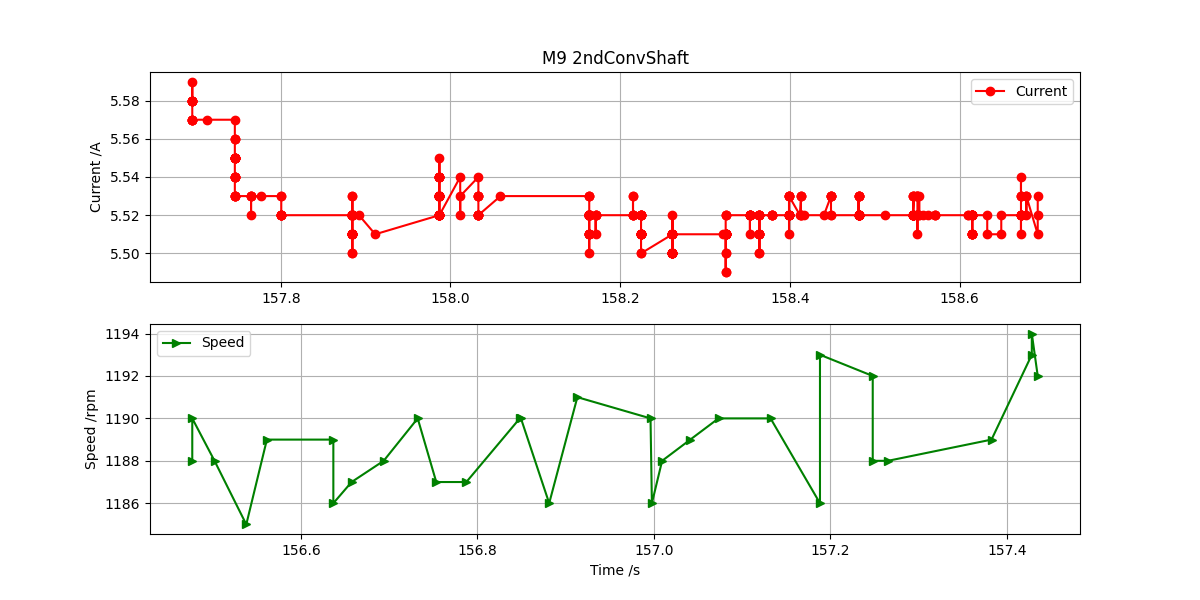 M9 2ndConvShaft
Current /A
5.58
5.56
5.54
5.52
5.50
Current
157.8 158.0 158.2 158.4 158.6
Speed /rpm
1194
1192
1190
1188
1186
Speed
156.6 156.8 157.0 157.2 157.4
Time /s